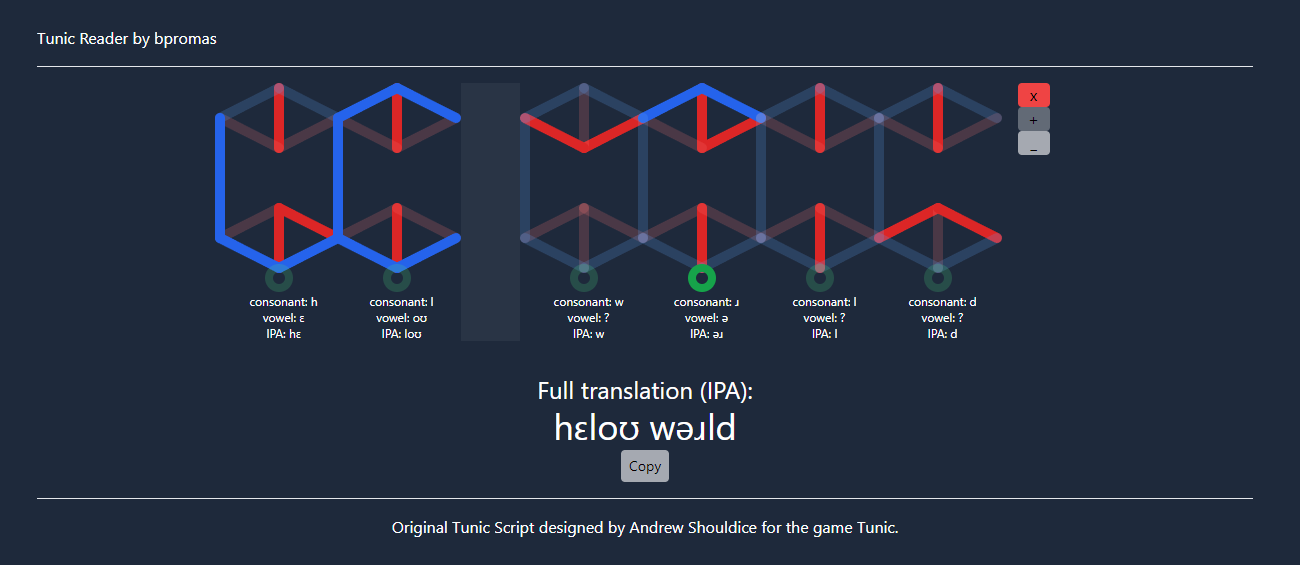 Tunic Reader by bpromas
x
+
_
consonant: h consonant: l consonant: w consonant: ɹ consonant: l consonant: d
vowel: ɛ vowel: oʊ vowel: ? vowel: ə vowel: ? vowel: ?
IPA: hɛ IPA: loʊ IPA: w IPA: əɹ IPA: l IPA: d
Full translation (IPA):
hɛloʊ wəɹld
Copy
Original Tunic Script designed by Andrew Shouldice for the game Tunic.